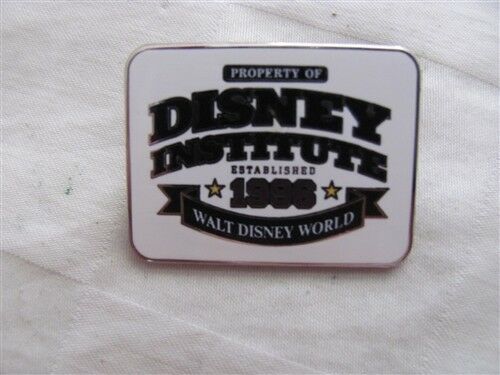 PROPERTY OF
DISNEY
INSTITUTE
ESTABLISHED
1996
WALT DISNEY WORLD